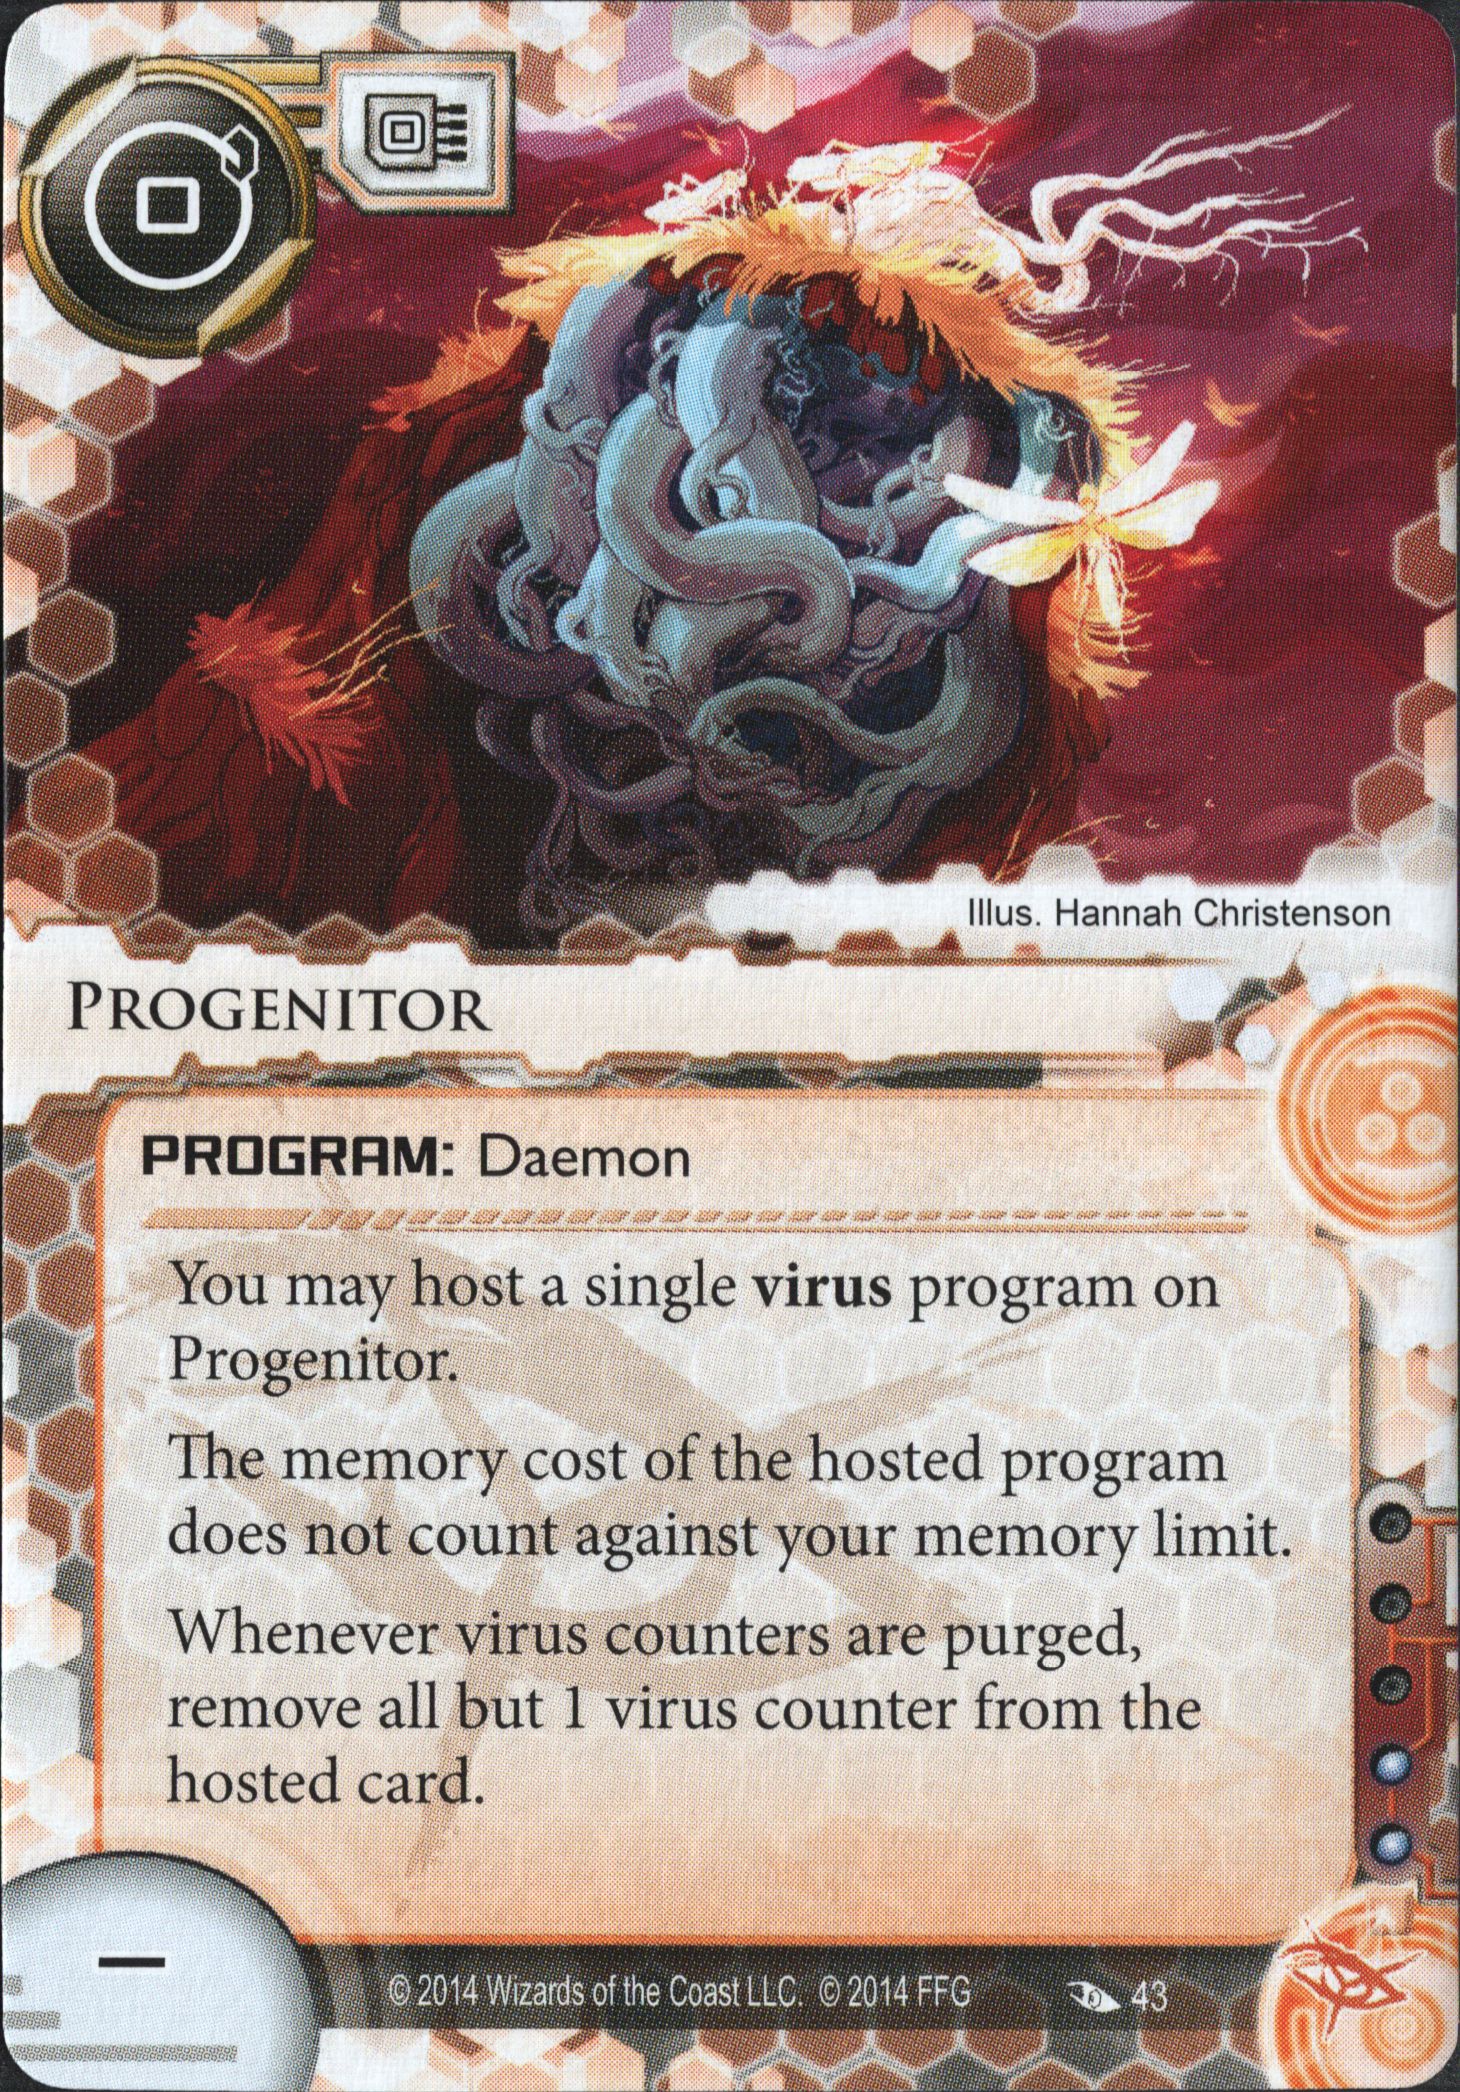 0
Illus. Hannah Christenson
PROGENITOR
PROGRAM: Daemon
You may host a single virus program on
Progenitor.
The memory cost of the hosted program
does not count against your memory limit.
Whenever virus counters are purged,
remove all but 1 virus counter from the
hosted card.
–
© 2014 Wizards of the Coast LLC. © 2014 FFG
43